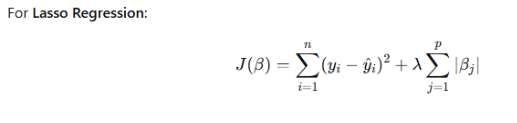 For Lasso Regression:
J(β) = ∑_{i=1}^{n} (y_i − ŷ_i)² + λ ∑_{j=1}^{p} |β_j|